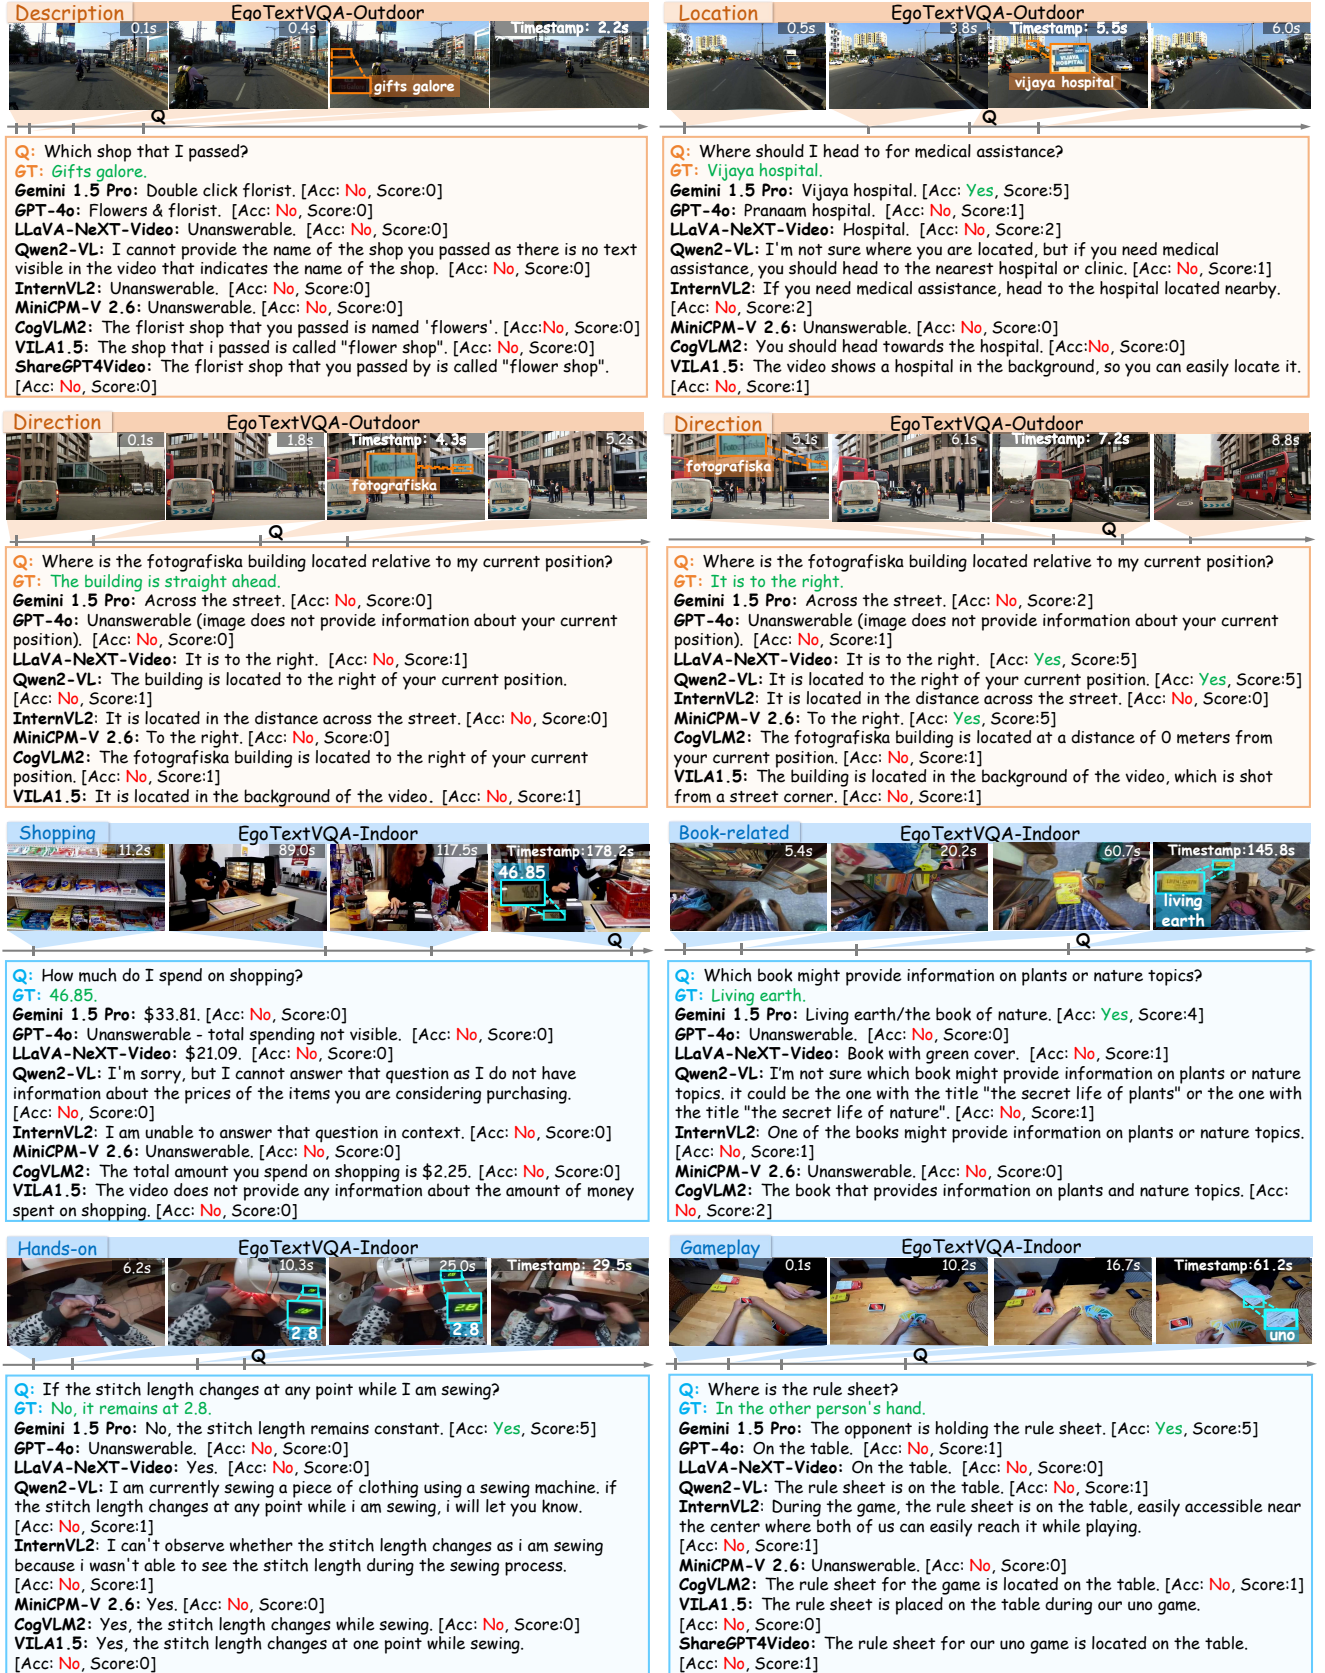 Description
EgoTextVQA-Outdoor
0.1s
0.4s
Timestamp: 2.2s
gifts galore
Q
Q: Which shop that I passed?
GT: Gifts galore.
Gemini 1.5 Pro: Double click florist. [Acc: No, Score:0]
GPT-4o: Flowers & florist. [Acc: No, Score:0]
LLaVA-NeXT-Video: Unanswerable. [Acc: No, Score:0]
Qwen2-VL: I cannot provide the name of the shop you passed as there is no text
visible in the video that indicates the name of the shop. [Acc: No, Score:0]
InternVL2: Unanswerable. [Acc: No, Score:0]
MiniCPM-V 2.6: Unanswerable. [Acc: No, Score:0]
CogVLM2: The florist shop that you passed is named 'flowers'. [Acc:No, Score:0]
VILA1.5: The shop that i passed is called "flower shop". [Acc: No, Score:0]
ShareGPT4Video: The florist shop that you passed by is called "flower shop".
[Acc: No, Score:0]
Location
EgoTextVQA-Outdoor
0.5s
3.8s
Timestamp: 5.5s
6.0s
VIJAYA
HOSPITAL
vijaya hospital
Q
Q: Where should I head to for medical assistance?
GT: Vijaya hospital.
Gemini 1.5 Pro: Vijaya hospital. [Acc: Yes, Score:5]
GPT-4o: Pranaam hospital. [Acc: No, Score:1]
LLaVA-NeXT-Video: Hospital. [Acc: No, Score:2]
Qwen2-VL: I'm not sure where you are located, but if you need medical
assistance, you should head to the nearest hospital or clinic. [Acc: No, Score:1]
InternVL2: If you need medical assistance, head to the hospital located nearby.
[Acc: No, Score:2]
MiniCPM-V 2.6: Unanswerable. [Acc: No, Score:0]
CogVLM2: You should head towards the hospital. [Acc:No, Score:0]
VILA1.5: The video shows a hospital in the background, so you can easily locate it.
[Acc: No, Score:1]
Direction
EgoTextVQA-Outdoor
0.1s
1.8s
Timestamp: 4.3s
5.2s
Fotografiska
fotografiska
Q
Q: Where is the fotografiska building located relative to my current position?
GT: The building is straight ahead.
Gemini 1.5 Pro: Across the street. [Acc: No, Score:0]
GPT-4o: Unanswerable (image does not provide information about your current
position). [Acc: No, Score:0]
LLaVA-NeXT-Video: It is to the right. [Acc: No, Score:1]
Qwen2-VL: The building is located to the right of your current position.
[Acc: No, Score:1]
InternVL2: It is located in the distance across the street. [Acc: No, Score:0]
MiniCPM-V 2.6: To the right. [Acc: No, Score:0]
CogVLM2: The fotografiska building is located to the right of your current
position. [Acc: No, Score:1]
VILA1.5: It is located in the background of the video. [Acc: No, Score:1]
Direction
EgoTextVQA-Outdoor
5.1s
6.1s
Timestamp: 7.2s
8.8s
fotografiska
Q
Q: Where is the fotografiska building located relative to my current position?
GT: It is to the right.
Gemini 1.5 Pro: Across the street. [Acc: No, Score:2]
GPT-4o: Unanswerable (image does not provide information about your current
position). [Acc: No, Score:1]
LLaVA-NeXT-Video: It is to the right. [Acc: Yes, Score:5]
Qwen2-VL: It is located to the right of your current position. [Acc: Yes, Score:5]
InternVL2: It is located in the distance across the street. [Acc: No, Score:0]
MiniCPM-V 2.6: To the right. [Acc: Yes, Score:5]
CogVLM2: The fotografiska building is located at a distance of 0 meters from
your current position. [Acc: No, Score:1]
VILA1.5: The building is located in the background of the video, which is shot
from a street corner. [Acc: No, Score:1]
Shopping
EgoTextVQA-Indoor
11.2s
89.0s
117.5s
Timestamp:178.2s
46.85
Q
Q: How much do I spend on shopping?
GT: 46.85.
Gemini 1.5 Pro: $33.81. [Acc: No, Score:0]
GPT-4o: Unanswerable - total spending not visible. [Acc: No, Score:0]
LLaVA-NeXT-Video: $21.09. [Acc: No, Score:0]
Qwen2-VL: I'm sorry, but I cannot answer that question as I do not have
information about the prices of the items you are considering purchasing.
[Acc: No, Score:0]
InternVL2: I am unable to answer that question in context. [Acc: No, Score:0]
MiniCPM-V 2.6: Unanswerable. [Acc: No, Score:0]
CogVLM2: The total amount you spend on shopping is $2.25. [Acc: No, Score:0]
VILA1.5: The video does not provide any information about the amount of money
spent on shopping. [Acc: No, Score:0]
Book-related
EgoTextVQA-Indoor
5.4s
20.2s
60.7s
Timestamp:145.8s
LIVING EARTH
living
earth
Q
Q: Which book might provide information on plants or nature topics?
GT: Living earth.
Gemini 1.5 Pro: Living earth/the book of nature. [Acc: Yes, Score:4]
GPT-4o: Unanswerable. [Acc: No, Score:0]
LLaVA-NeXT-Video: Book with green cover. [Acc: No, Score:1]
Qwen2-VL: I'm not sure which book might provide information on plants or nature
topics. it could be the one with the title "the secret life of plants" or the one with
the title "the secret life of nature". [Acc: No, Score:1]
InternVL2: One of the books might provide information on plants or nature topics.
[Acc: No, Score:1]
MiniCPM-V 2.6: Unanswerable. [Acc: No, Score:0]
CogVLM2: The book that provides information on plants and nature topics. [Acc:
No, Score:2]
Hands-on
EgoTextVQA-Indoor
6.2s
10.3s
25.0s
Timestamp: 29.5s
2.8
2.8
2.8
Q
Q: If the stitch length changes at any point while I am sewing?
GT: No, it remains at 2.8.
Gemini 1.5 Pro: No, the stitch length remains constant. [Acc: Yes, Score:5]
GPT-4o: Unanswerable. [Acc: No, Score:0]
LLaVA-NeXT-Video: Yes. [Acc: No, Score:0]
Qwen2-VL: I am currently sewing a piece of clothing using a sewing machine. if
the stitch length changes at any point while i am sewing, i will let you know.
[Acc: No, Score:1]
InternVL2: I can't observe whether the stitch length changes as i am sewing
because i wasn't able to see the stitch length during the sewing process.
[Acc: No, Score:1]
MiniCPM-V 2.6: Yes. [Acc: No, Score:0]
CogVLM2: Yes, the stitch length changes while sewing. [Acc: No, Score:0]
VILA1.5: Yes, the stitch length changes at one point while sewing.
[Acc: No, Score:0]
Gameplay
EgoTextVQA-Indoor
0.1s
10.2s
16.7s
Timestamp:61.2s
uno
Q
Q: Where is the rule sheet?
GT: In the other person's hand.
Gemini 1.5 Pro: The opponent is holding the rule sheet. [Acc: Yes, Score:5]
GPT-4o: On the table. [Acc: No, Score:1]
LLaVA-NeXT-Video: On the table. [Acc: No, Score:0]
Qwen2-VL: The rule sheet is on the table. [Acc: No, Score:1]
InternVL2: During the game, the rule sheet is on the table, easily accessible near
the center where both of us can easily reach it while playing.
[Acc: No, Score:1]
MiniCPM-V 2.6: Unanswerable. [Acc: No, Score:0]
CogVLM2: The rule sheet for the game is located on the table. [Acc: No, Score:1]
VILA1.5: The rule sheet is placed on the table during our uno game.
[Acc: No, Score:0]
ShareGPT4Video: The rule sheet for our uno game is located on the table.
[Acc: No, Score:1]